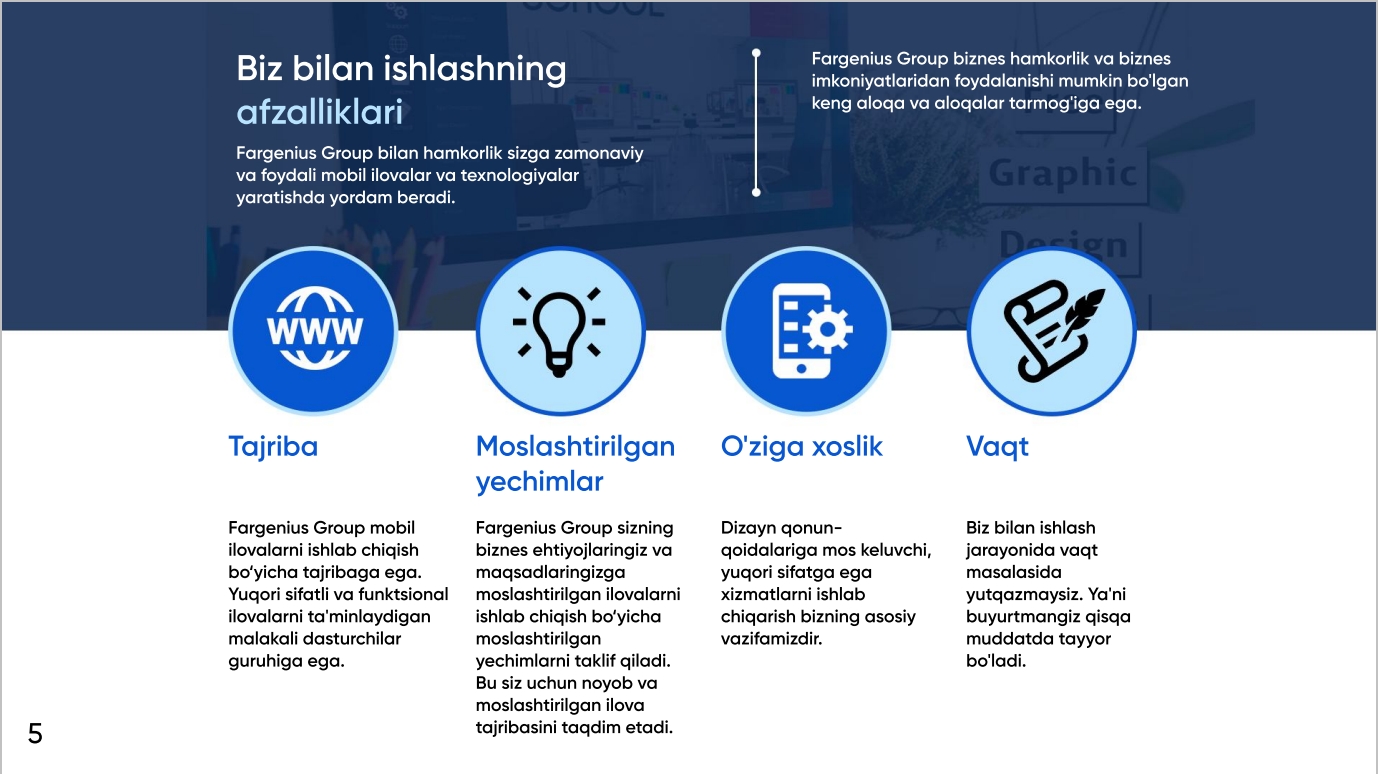 SCHOOL
Biz bilan ishlashning
afzalliklari
Fargenius Group bilan hamkorlik sizga zamonaviy
va foydali mobil ilovalar va texnologiyalar
yaratishda yordam beradi.
Fargenius Group biznes hamkorlik va biznes
imkoniyatlaridan foydalanishi mumkin bo'lgan
keng aloqa va aloqalar tarmog'iga ega.
Free
Graphic
Design
WWW
Tajriba
Fargenius Group mobil
ilovalarni ishlab chiqish
bo‘yicha tajribaga ega.
Yuqori sifatli va funktsional
ilovalarni ta'minlaydigan
malakali dasturchilar
guruhiga ega.
Moslashtirilgan
yechimlar
Fargenius Group sizning
biznes ehtiyojlaringiz va
maqsadlaringizga
moslashtirilgan ilovalarni
ishlab chiqish bo‘yicha
moslashtirilgan
yechimlarni taklif qiladi.
Bu siz uchun noyob va
moslashtirilgan ilova
tajribasini taqdim etadi.
O'ziga xoslik
Dizayn qonun-
qoidalariga mos keluvchi,
yuqori sifatga ega
xizmatlarni ishlab
chiqarish bizning asosiy
vazifamizdir.
Vaqt
Biz bilan ishlash
jarayonida vaqt
masalasida
yutqazmaysiz. Ya'ni
buyurtmangiz qisqa
muddatda tayyor
bo'ladi.
5